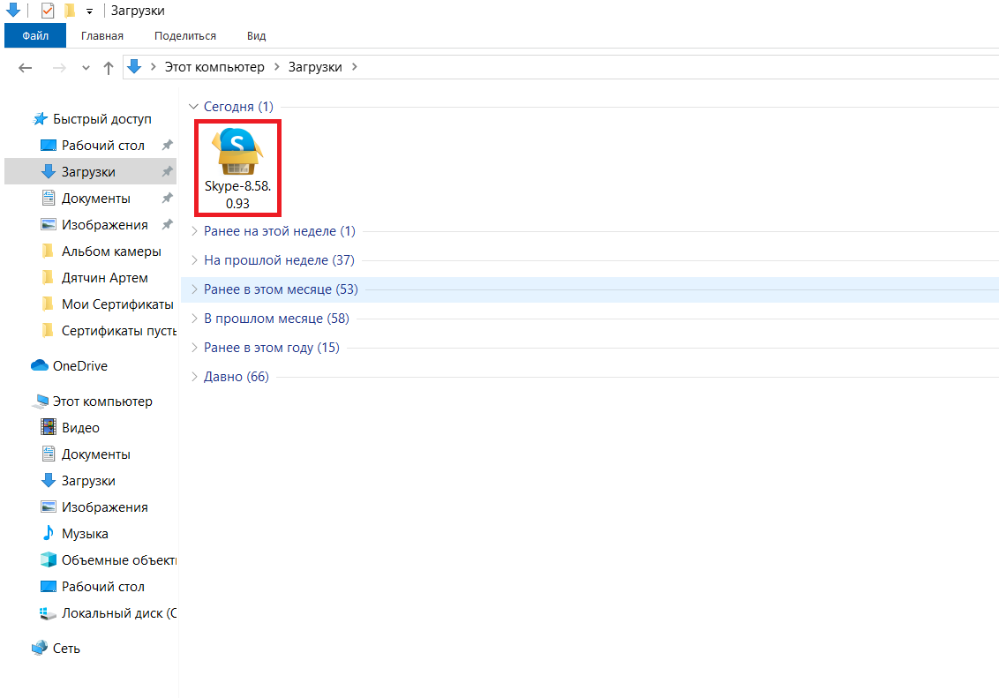 Загрузки
Файл Главная Поделиться Вид
Этот компьютер Загрузки
Быстрый доступ
Рабочий стол
Загрузки
Документы
Изображения
Альбом камеры
Дятчин Артем
Мои Сертификаты
Сертификаты пусты
OneDrive
Этот компьютер
Видео
Документы
Загрузки
Изображения
Музыка
Объемные объекты
Рабочий стол
Локальный диск (C
Сеть
Сегодня (1)
S
Skype-8.58.
0.93
Ранее на этой неделе (1)
На прошлой неделе (37)
Ранее в этом месяце (53)
В прошлом месяце (58)
Ранее в этом году (15)
Давно (66)